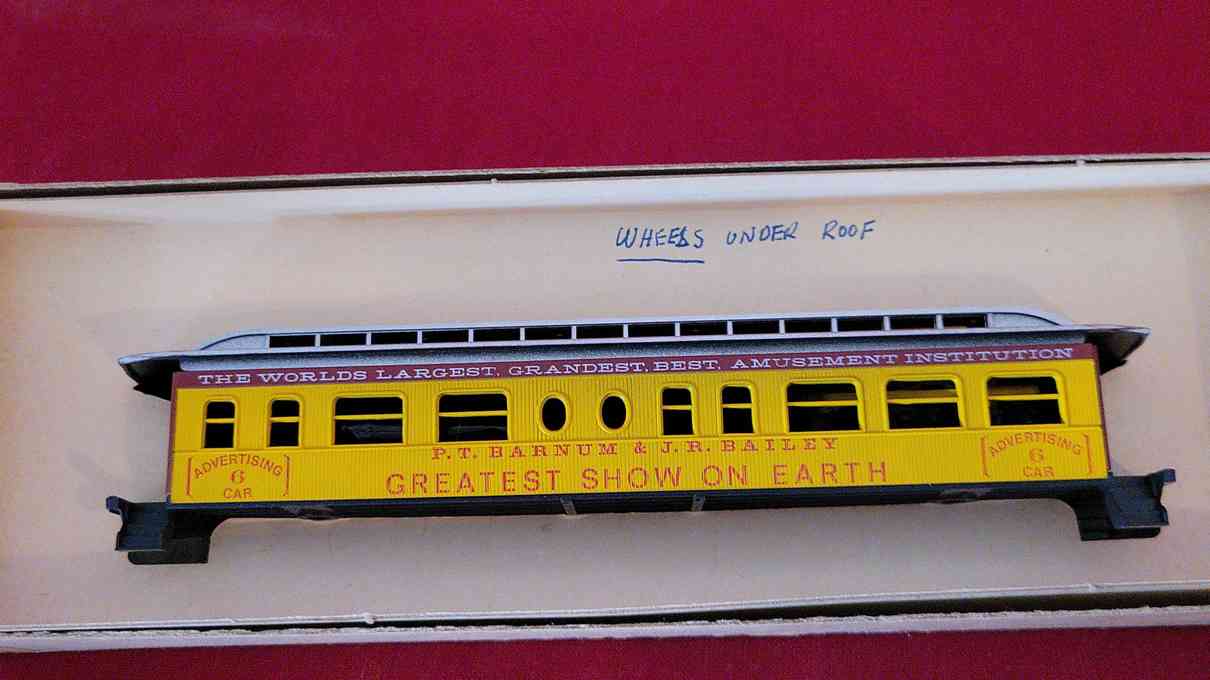 WHEELS UNDER ROOF
THE WORLDS LARGEST, GRANDEST, BEST, AMUSEMENT INSTITUTION
P.T. BARNUM & J.R. BAILEY
GREATEST SHOW ON EARTH
ADVERTISING
6
CAR
ADVERTISING
6
CAR